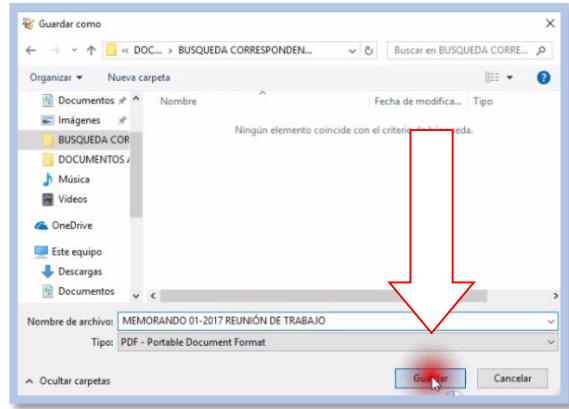 Guardar como
« DOC... › BUSQUEDA CORRESPONDEN...
Buscar en BUSQUEDA CORRE...
Organizar
Nueva carpeta
Documentos
Imágenes
BUSQUEDA COR
DOCUMENTOS
Música
Vídeos
OneDrive
Este equipo
Descargas
Documentos
Nombre
Fecha de modifica...
Tipo
Ningún elemento coincide con el criterio de búsqueda.
Nombre de archivo: MEMORANDO 01-2017 REUNIÓN DE TRABAJO
Tipo: PDF - Portable Document Format
Ocultar carpetas
Guardar
Cancelar